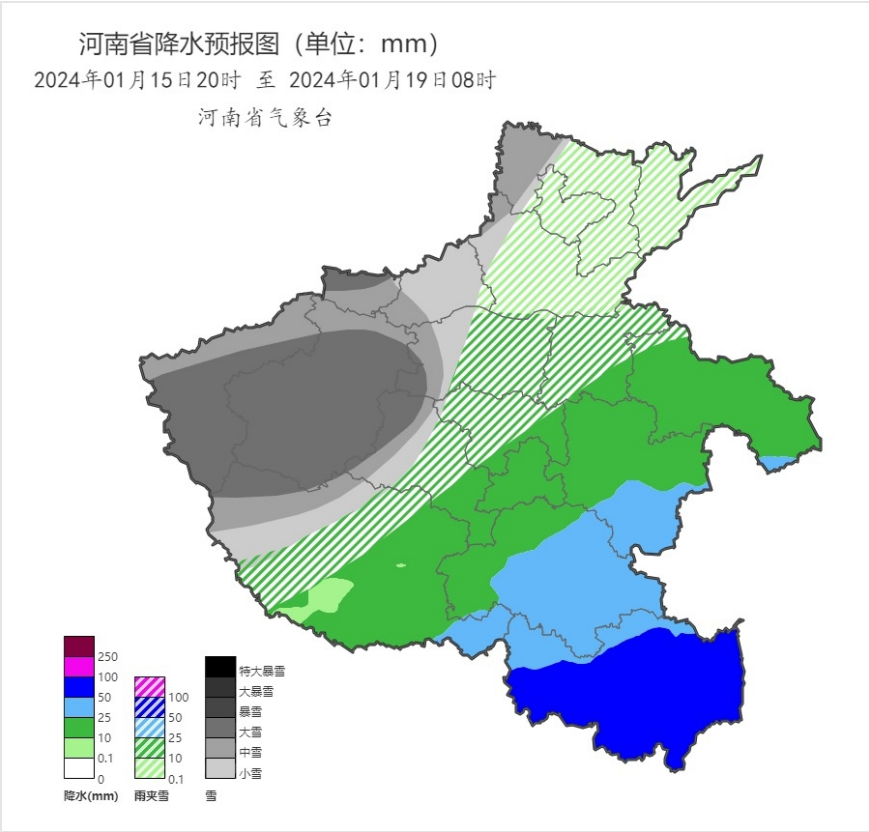 河南省降水预报图（单位：mm）
2024年01月15日20时 至 2024年01月19日08时
河南省气象台
250
100
50
25
10
0.1
0
降水(mm)
100
50
25
10
0.1
雨夹雪
特大暴雪
大暴雪
暴雪
大雪
中雪
小雪
雪